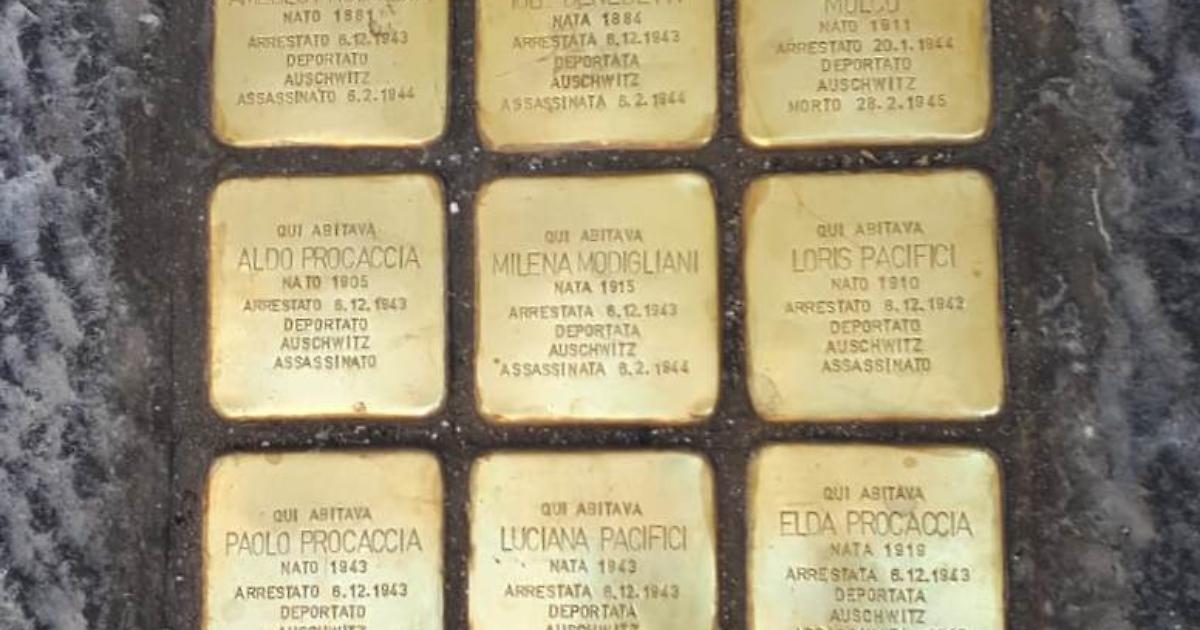 NATO 1881
ARRESTATO 6.12.1943
DEPORTATO
AUSCHWITZ
ASSASSINATO 6.2.1944
NATA 1884
ARRESTATA 6.12.1943
DEPORTATA
AUSCHWITZ
ASSASSINATA 6.2.1944
MOLCO
NATO 1911
ARRESTATO 20.1.1944
DEPORTATO
AUSCHWITZ
MORTO 28.2.1945
QUI ABITAVA
ALDO PROCACCIA
NATO 1905
ARRESTATO 6.12.1943
DEPORTATO
AUSCHWITZ
ASSASSINATO
QUI ABITAVA
MILENA MODIGLIANI
NATA 1915
ARRESTATA 6.12.1943
DEPORTATA
AUSCHWITZ
ASSASSINATA 6.2.1944
QUI ABITAVA
LORIS PACIFICI
NATO 1910
ARRESTATO 6.12.1943
DEPORTATO
AUSCHWITZ
ASSASSINATO
QUI ABITAVA
PAOLO PROCACCIA
NATO 1943
ARRESTATO 6.12.1943
DEPORTATO
AUSCHWITZ
QUI ABITAVA
LUCIANA PACIFICI
NATA 1943
ARRESTATA 6.12.1943
DEPORTATA
AUSCHWITZ
QUI ABITAVA
ELDA PROCACCIA
NATA 1919
ARRESTATA 6.12.1943
DEPORTATA
AUSCHWITZ